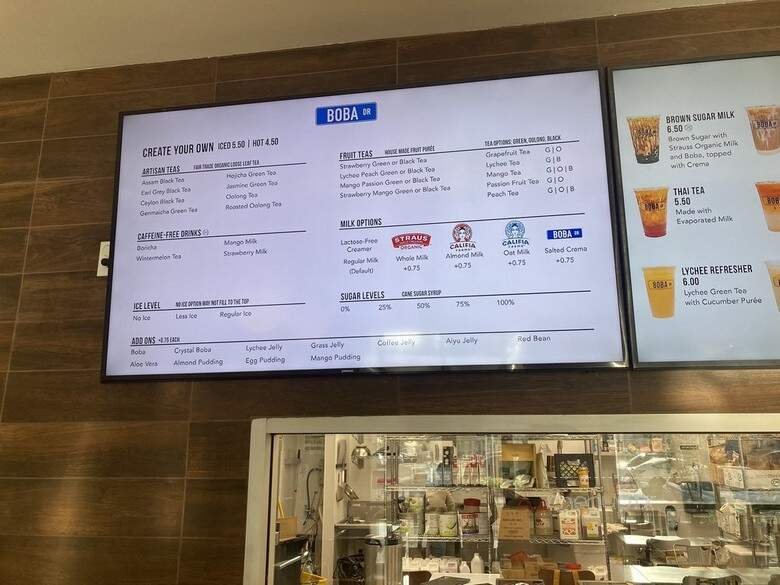 BOBA DR
CREATE YOUR OWN ICED 5.50 | HOT 4.50
ARTISAN TEAS FAIR TRADE ORGANIC LOOSE LEAF TEA
Assam Black Tea
Earl Grey Black Tea
Ceylon Black Tea
Genmaicha Green Tea
Hojicha Green Tea
Jasmine Green Tea
Oolong Tea
Roasted Oolong Tea
CAFFEINE-FREE DRINKS
Boricha
Wintermelon Tea
Mango Milk
Strawberry Milk
ICE LEVEL NO ICE OPTION MAY NOT FILL TO THE TOP
No Ice Less Ice Regular Ice
FRUIT TEAS HOUSE MADE FRUIT PURÉE TEA OPTIONS: GREEN, OOLONG, BLACK
Strawberry Green or Black Tea
Lychee Peach Green or Black Tea
Mango Passion Green or Black Tea
Strawberry Mango Green or Black Tea
Grapefruit Tea G|O
Lychee Tea G|B
Mango Tea G|O|B
Passion Fruit Tea G|O
Peach Tea G|O|B
MILK OPTIONS
Lactose-Free
Creamer
Regular Milk
(Default)
STRAUS
ORGANIC
Whole Milk
+0.75
CALIFIA
FARMS
Almond Milk
+0.75
CALIFIA
FARMS
Oat Milk
+0.75
BOBA DR
Salted Crema
+0.75
SUGAR LEVELS CANE SUGAR SYRUP
0% 25% 50% 75% 100%
ADD ONS +0.75 EACH
Boba Crystal Boba Lychee Jelly Grass Jelly Coffee Jelly Aiyu Jelly Red Bean
Aloe Vera Almond Pudding Egg Pudding Mango Pudding
SAMSUNG
BROWN SUGAR MILK
6.50
Brown Sugar with
Strauss Organic Milk
and Boba, topped
with Crema
THAI TEA
5.50
Made with
Evaporated Milk
LYCHEE REFRESHER
6.00
Lychee Green Tea
with Cucumber Purée
BOBA
BOBA
BOBA